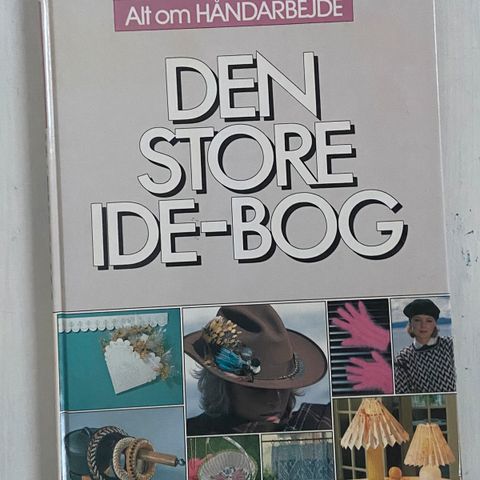 Alt om HÅNDARBEJDE
DEN
STORE
IDE-BOG